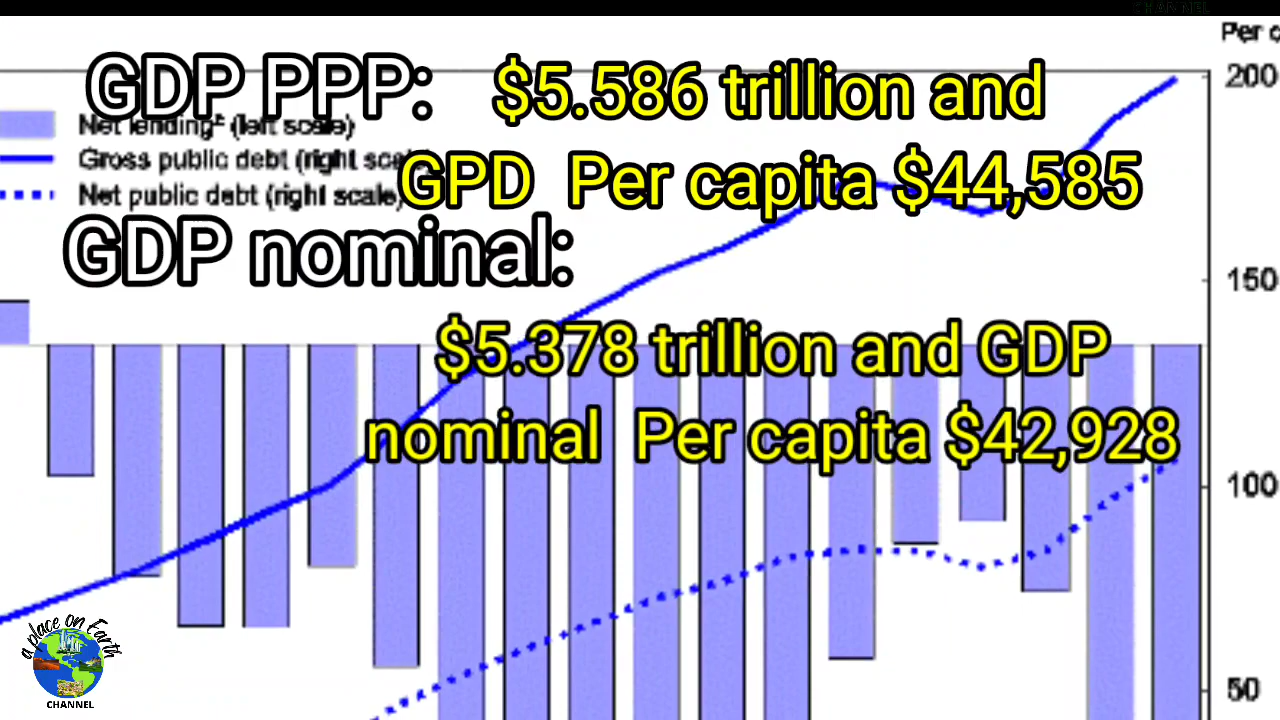 CHANNEL
Per c
GDP PPP: $5.586 trillion and
200
Net lending² (left scale)
Gross public debt (right scale)
GPD Per capita $44,585
Net public debt (right scale)
GDP nominal:
150
$5.378 trillion and GDP
nominal Per capita $42,928
100
50
a place on Earth
CHANNEL